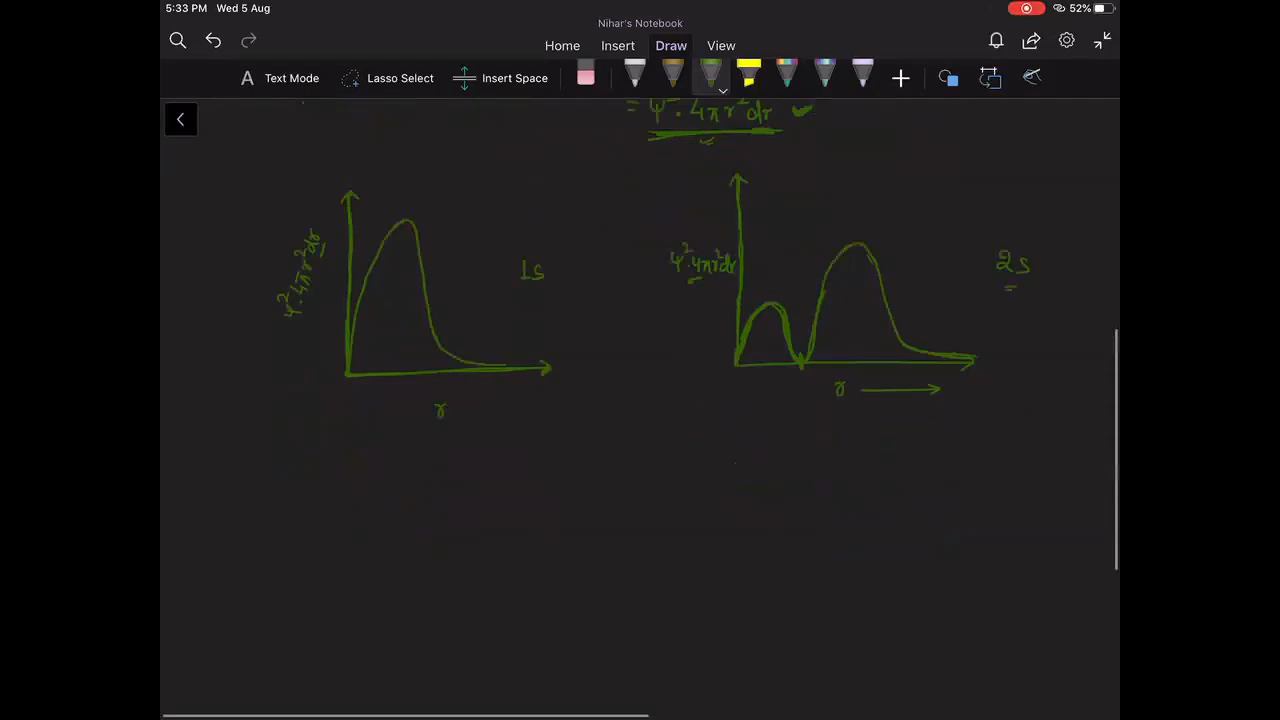 5:33 PM Wed 5 Aug
52%
Nihar's Notebook
Home Insert Draw View
Text Mode Lasso Select Insert Space
= ψ². 4πr²dr
ψ². 4πr²dr
1s
r
ψ². 4πr²dr
2s
r